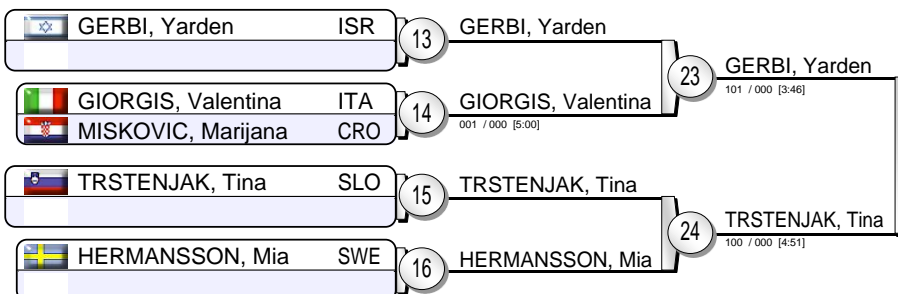 GERBI, Yarden ISR
13
GERBI, Yarden
GIORGIS, Valentina ITA
MISKOVIC, Marijana CRO
14
GIORGIS, Valentina
001 / 000 [5:00]
23
GERBI, Yarden
101 / 000 [3:46]
TRSTENJAK, Tina SLO
15
TRSTENJAK, Tina
HERMANSSON, Mia SWE
16
HERMANSSON, Mia
24
TRSTENJAK, Tina
100 / 000 [4:51]